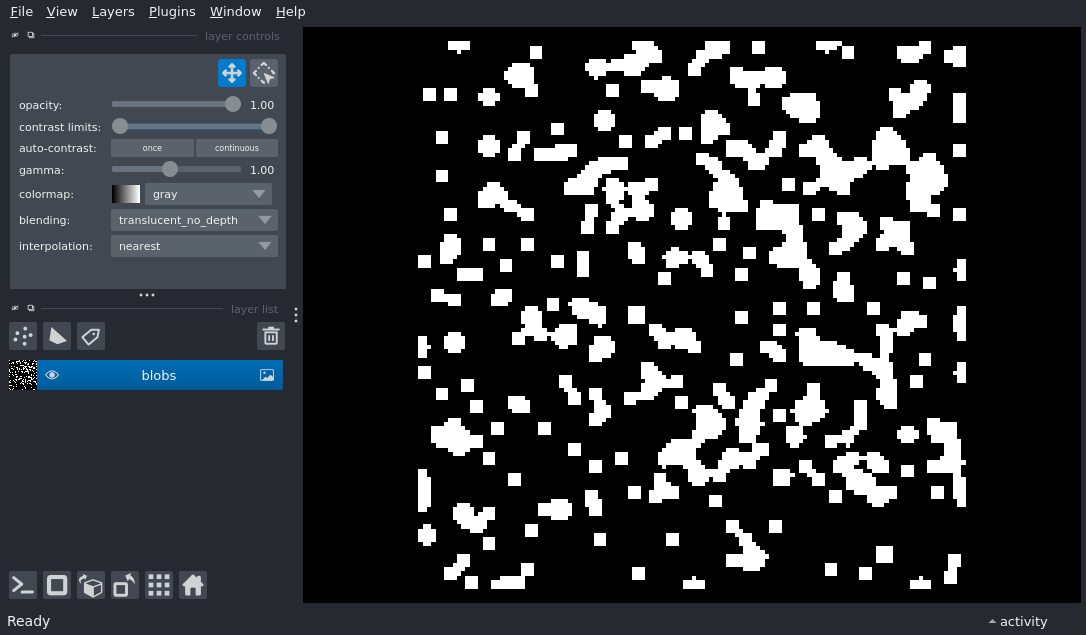 File View Layers Plugins Window Help
layer controls
opacity: 1.00
contrast limits:
auto-contrast: once continuous
gamma: 1.00
colormap: gray
blending: translucent_no_depth
interpolation: nearest
layer list
blobs
Ready
activity